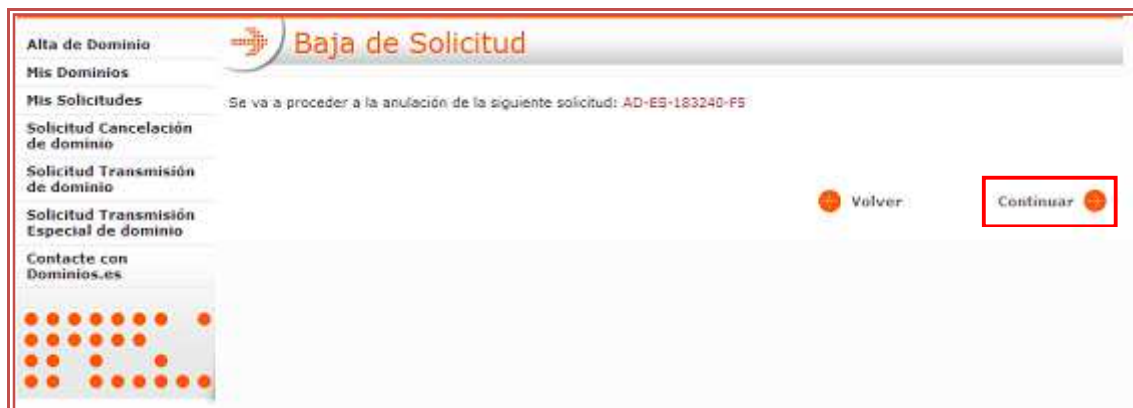 Alta de Dominio
Mis Dominios
Mis Solicitudes
Solicitud Cancelación
de dominio
Solicitud Transmisión
de dominio
Solicitud Transmisión
Especial de dominio
Contacte con
Dominios.es
Baja de Solicitud
Se va a proceder a la anulación de la siguiente solicitud: AD-ES-183240-F5
Volver
Continuar